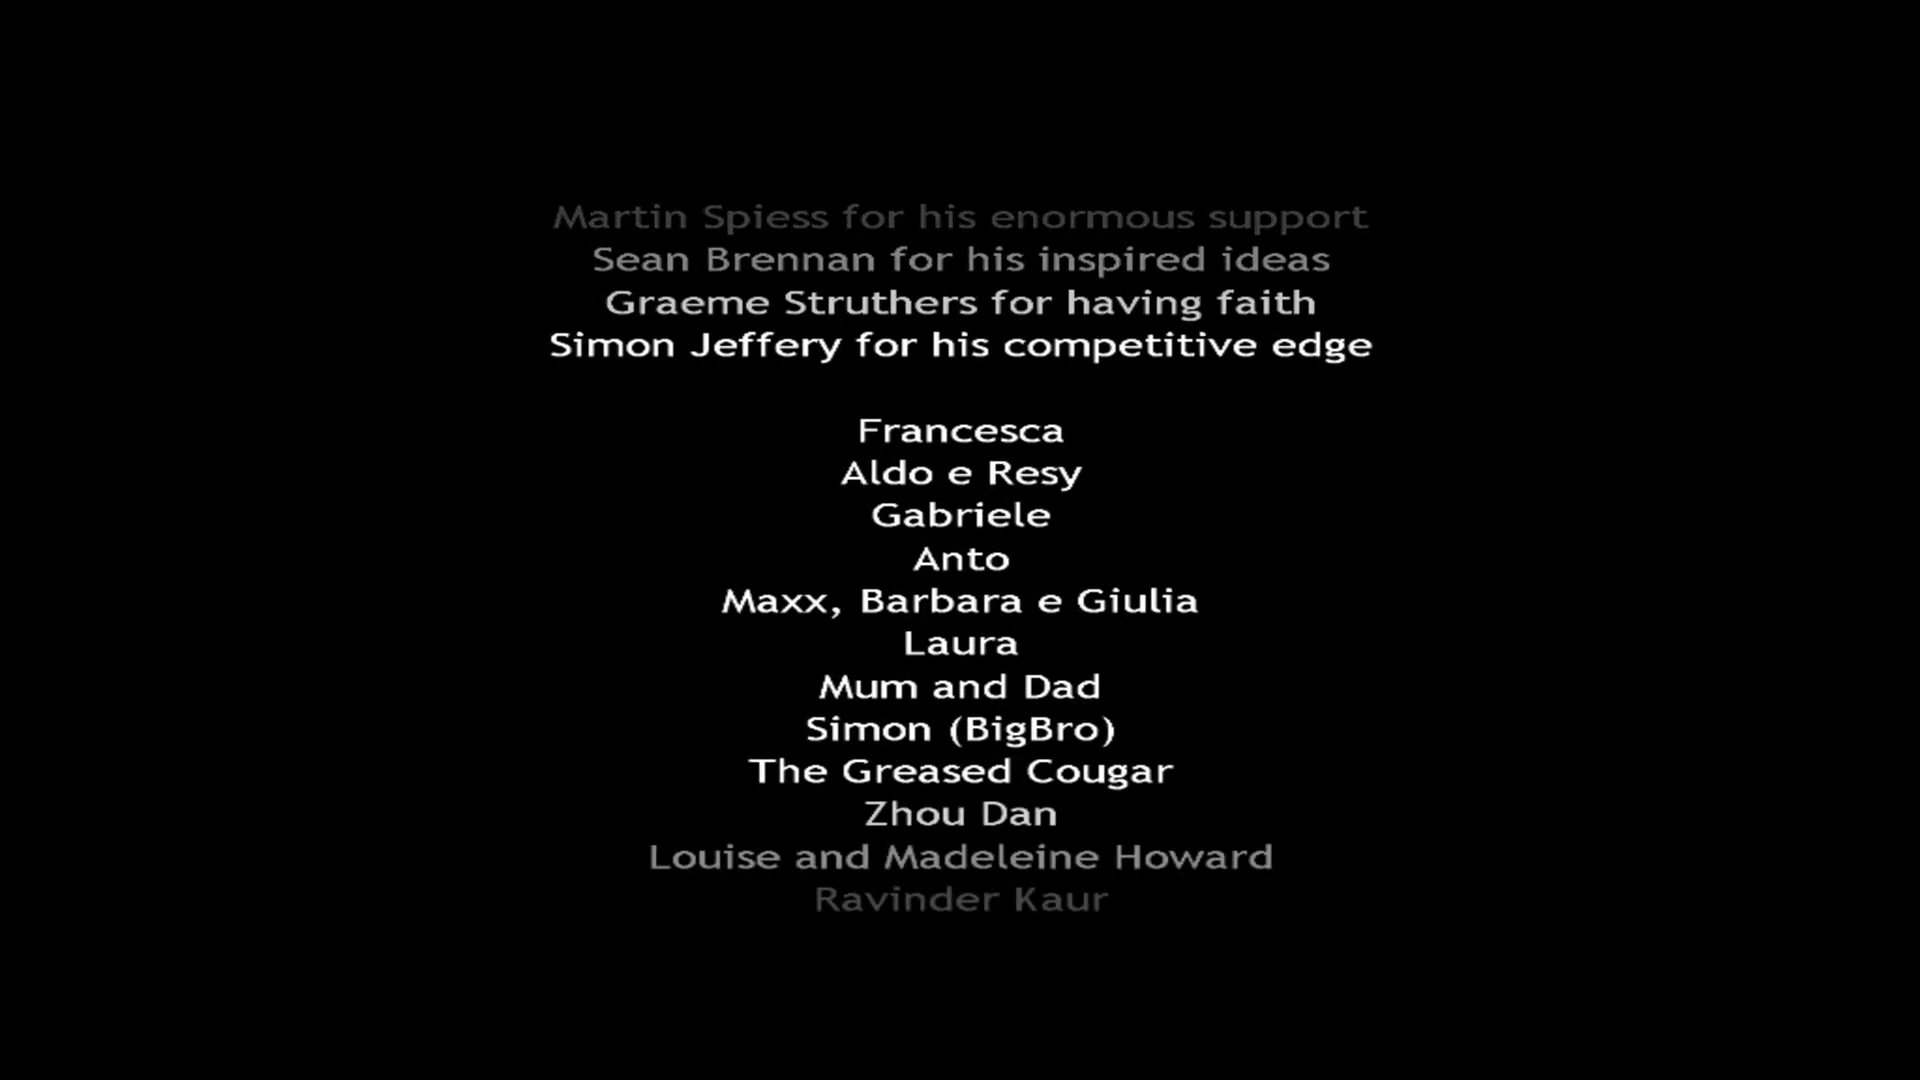 Martin Spiess for his enormous support
Sean Brennan for his inspired ideas
Graeme Struthers for having faith
Simon Jeffery for his competitive edge
Francesca
Aldo e Resy
Gabriele
Anto
Maxx, Barbara e Giulia
Laura
Mum and Dad
Simon (BigBro)
The Greased Cougar
Zhou Dan
Louise and Madeleine Howard
Ravinder Kaur